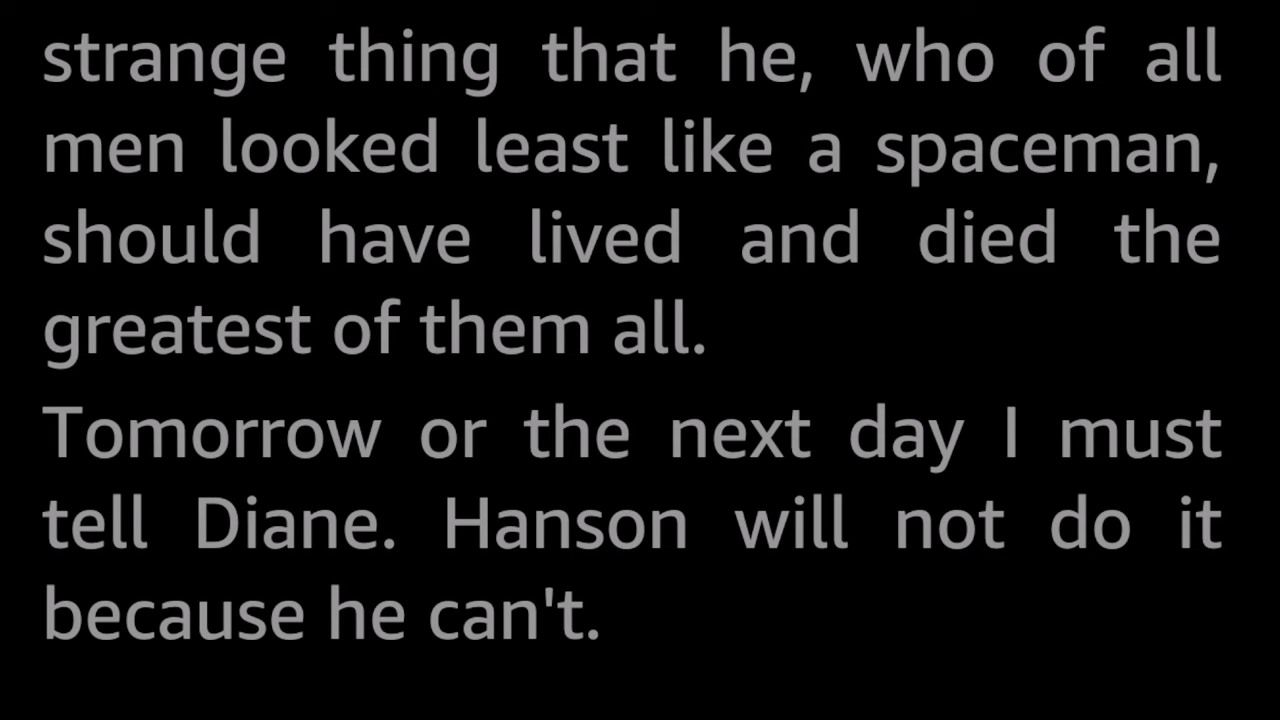 strange thing that he, who of all
men looked least like a spaceman,
should have lived and died the
greatest of them all.
Tomorrow or the next day I must
tell Diane. Hanson will not do it
because he can't.